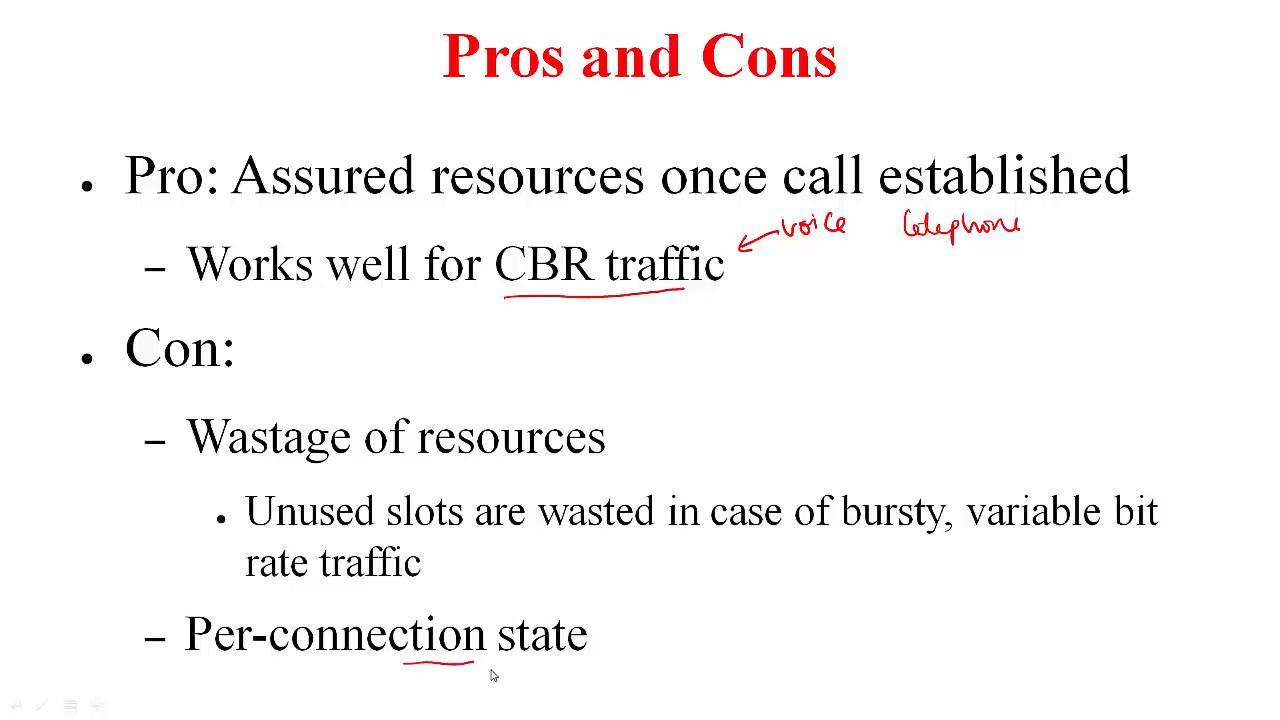 Pros and Cons
• Pro: Assured resources once call established
voice telephone
– Works well for CBR traffic
• Con:
– Wastage of resources
• Unused slots are wasted in case of bursty, variable bit
rate traffic
– Per-connection state